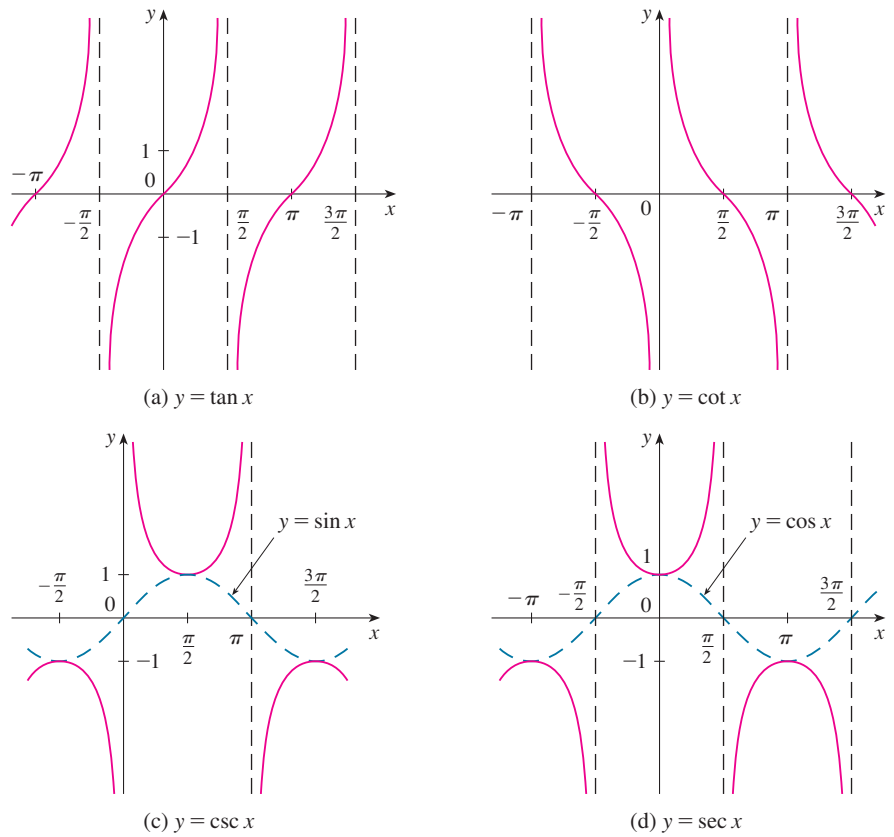 y
1
−π
0
−π/2
π/2
π
3π/2
x
−1
(a) y = tan x
y
−π
−π/2
0
π/2
π
3π/2
x
(b) y = cot x
y
y = sin x
−π/2
1
3π/2
0
π/2
π
x
−1
(c) y = csc x
y
y = cos x
1
−π
−π/2
0
3π/2
π/2
π
x
−1
(d) y = sec x